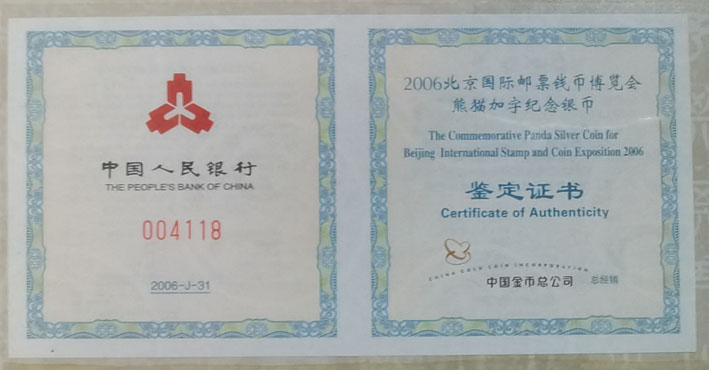 中国人民银行
THE PEOPLE'S BANK OF CHINA
004118
2006-J-31
2006北京国际邮票钱币博览会
熊猫加字纪念银币
The Commemorative Panda Silver Coin for
Beijing International Stamp and Coin Exposition 2006
鉴定证书
Certificate of Authenticity
CHINA GOLD COIN INCORPORATION
中国金币总公司 总经销